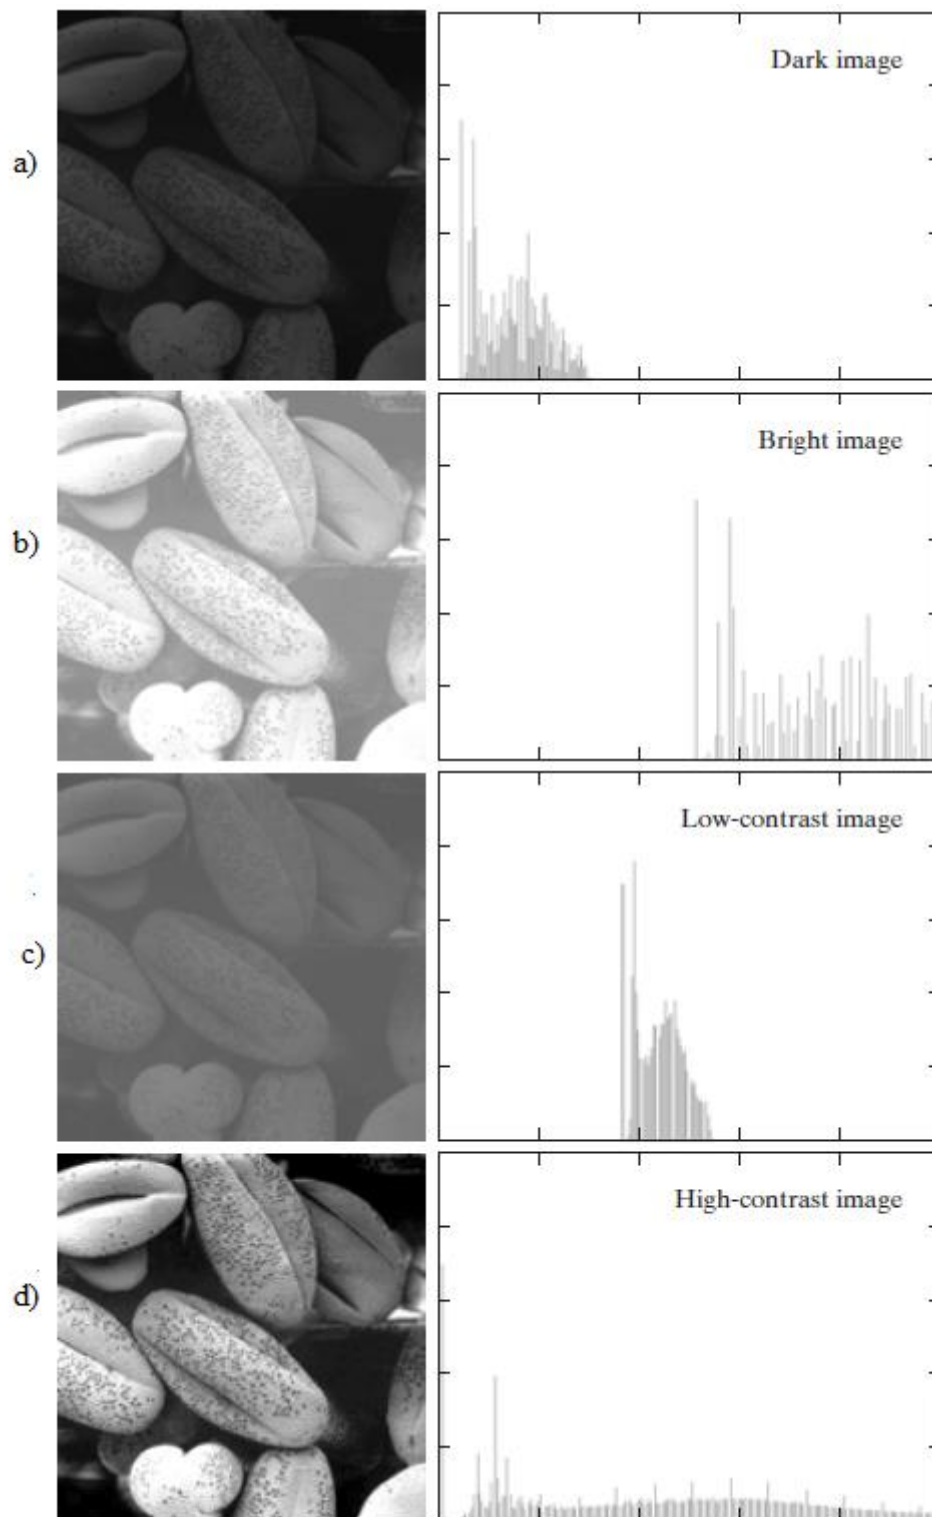 a)
Dark image
b)
Bright image
c)
Low-contrast image
d)
High-contrast image